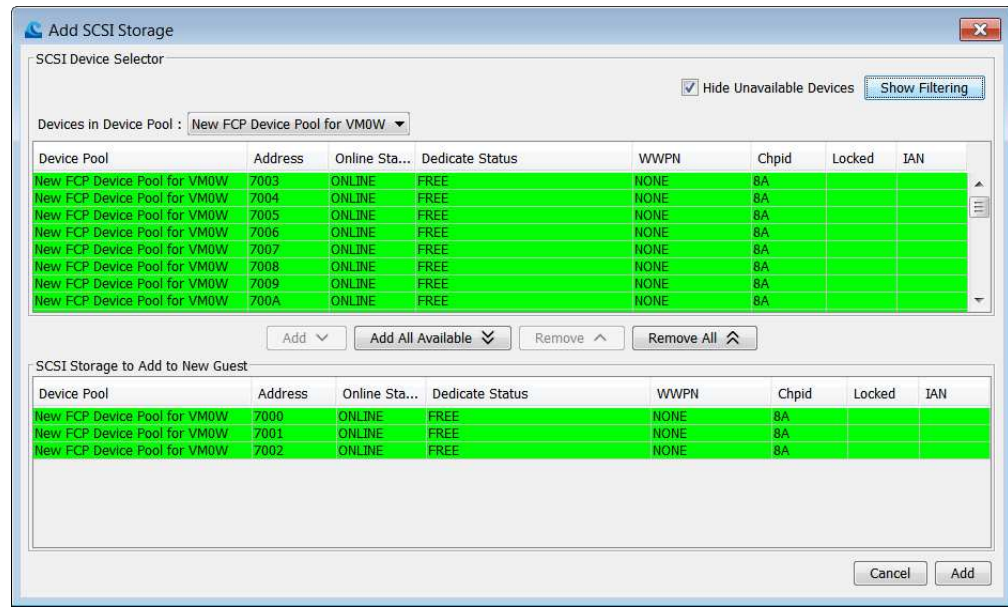 Add SCSI Storage
SCSI Device Selector
Hide Unavailable Devices Show Filtering
Devices in Device Pool : New FCP Device Pool for VM0W
Device Pool Address Online Sta... Dedicate Status WWPN Chpid Locked IAN
New FCP Device Pool for VM0W 7003 ONLINE FREE NONE 8A
New FCP Device Pool for VM0W 7004 ONLINE FREE NONE 8A
New FCP Device Pool for VM0W 7005 ONLINE FREE NONE 8A
New FCP Device Pool for VM0W 7006 ONLINE FREE NONE 8A
New FCP Device Pool for VM0W 7007 ONLINE FREE NONE 8A
New FCP Device Pool for VM0W 7008 ONLINE FREE NONE 8A
New FCP Device Pool for VM0W 7009 ONLINE FREE NONE 8A
New FCP Device Pool for VM0W 700A ONLINE FREE NONE 8A
Add Add All Available Remove Remove All
SCSI Storage to Add to New Guest
Device Pool Address Online Sta... Dedicate Status WWPN Chpid Locked IAN
New FCP Device Pool for VM0W 7000 ONLINE FREE NONE 8A
New FCP Device Pool for VM0W 7001 ONLINE FREE NONE 8A
New FCP Device Pool for VM0W 7002 ONLINE FREE NONE 8A
Cancel Add